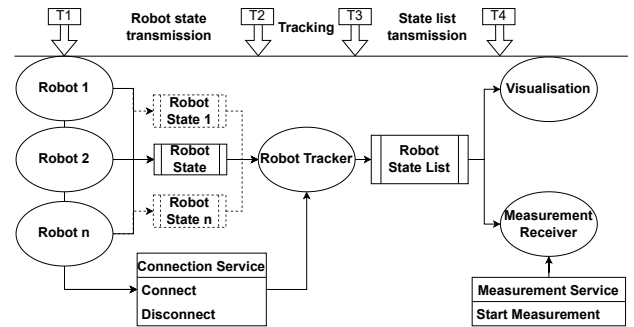 T1
Robot state
transmission
T2
Tracking
T3
State list
tansmission
T4
Robot 1
Robot
State 1
Visualisation
Robot 2
Robot
State
Robot Tracker
Robot
State List
Robot n
Robot
State n
Measurement
Receiver
Connection Service
Connect
Disconnect
Measurement Service
Start Measurement